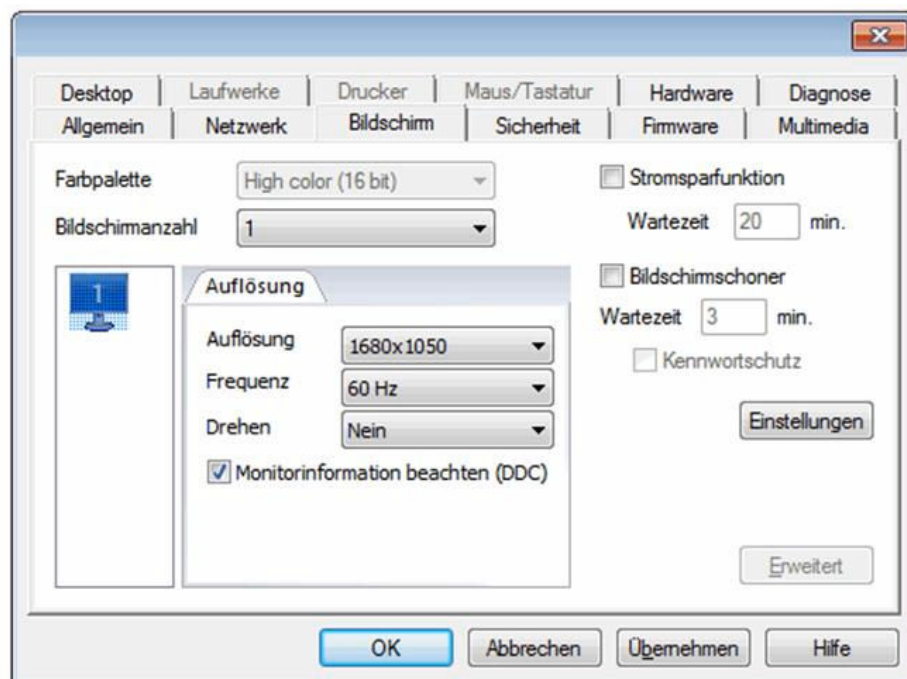 Desktop Laufwerke Drucker Maus/Tastatur Hardware Diagnose
Allgemein Netzwerk Bildschirm Sicherheit Firmware Multimedia
Farbpalette High color (16 bit)
Bildschirmanzahl 1
1
Auflösung
Auflösung 1680x1050
Frequenz 60 Hz
Drehen Nein
Monitorinformation beachten (DDC)
Stromsparfunktion
Wartezeit 20 min.
Bildschirmschoner
Wartezeit 3 min.
Kennwortschutz
Einstellungen
Erweitert
OK Abbrechen Übernehmen Hilfe